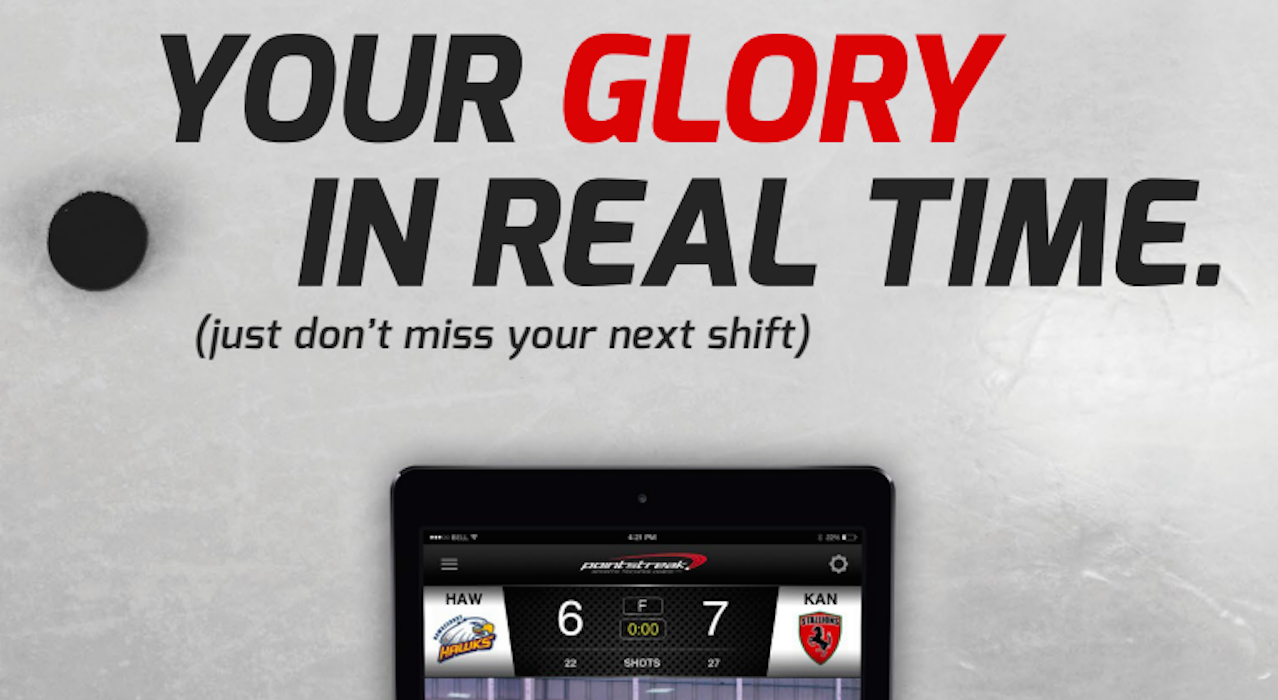 YOUR GLORY
IN REAL TIME.
(just don't miss your next shift)
BELL 4:21 PM 22%
pointstreak
HAW 6 F 7 KAN
0:00
STALLIONS
HAWKS
22 SHOTS 27